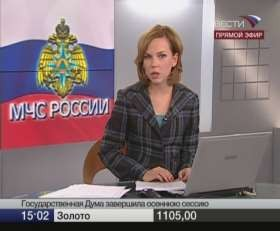 ВЕСТИ
ПРЯМОЙ ЭФИР
МЧС РОССИИ
Государственная Дума завершила осеннюю сессию
15:02 Золото 1105,00